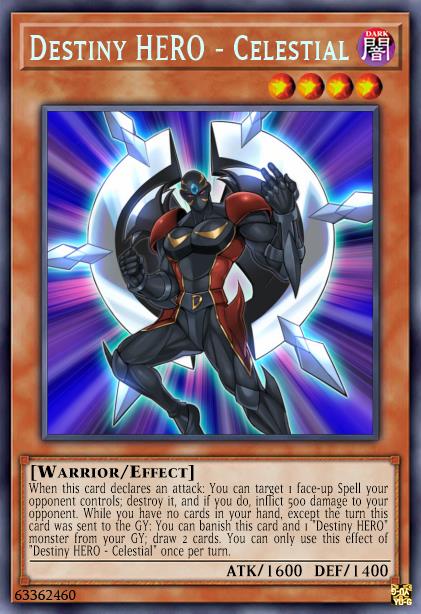 Destiny HERO - Celestial
DARK
闇
[Warrior/Effect]
When this card declares an attack: You can target 1 face-up Spell your
opponent controls; destroy it, and if you do, inflict 500 damage to your
opponent. While you have no cards in your hand, except the turn this
card was sent to the GY: You can banish this card and 1 "Destiny HERO"
monster from your GY; draw 2 cards. You can only use this effect of
"Destiny HERO - Celestial" once per turn.
ATK/1600 DEF/1400
63362460